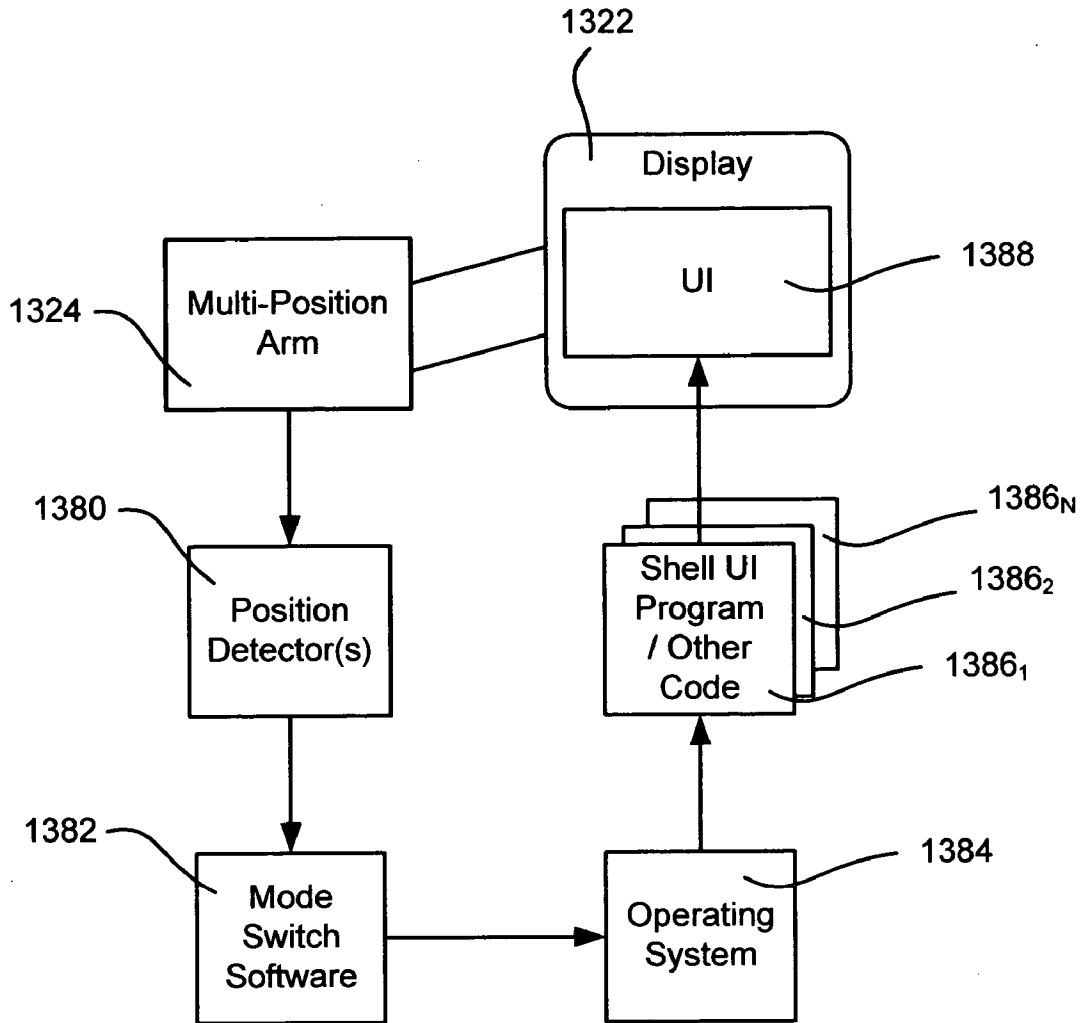 1322
Display
UI
1388
Multi-Position
Arm
1324
1380
Position
Detector(s)
Shell UI
Program
/ Other
Code
1386N
1386₂
1386₁
1382
Mode
Switch
Software
Operating
System
1384